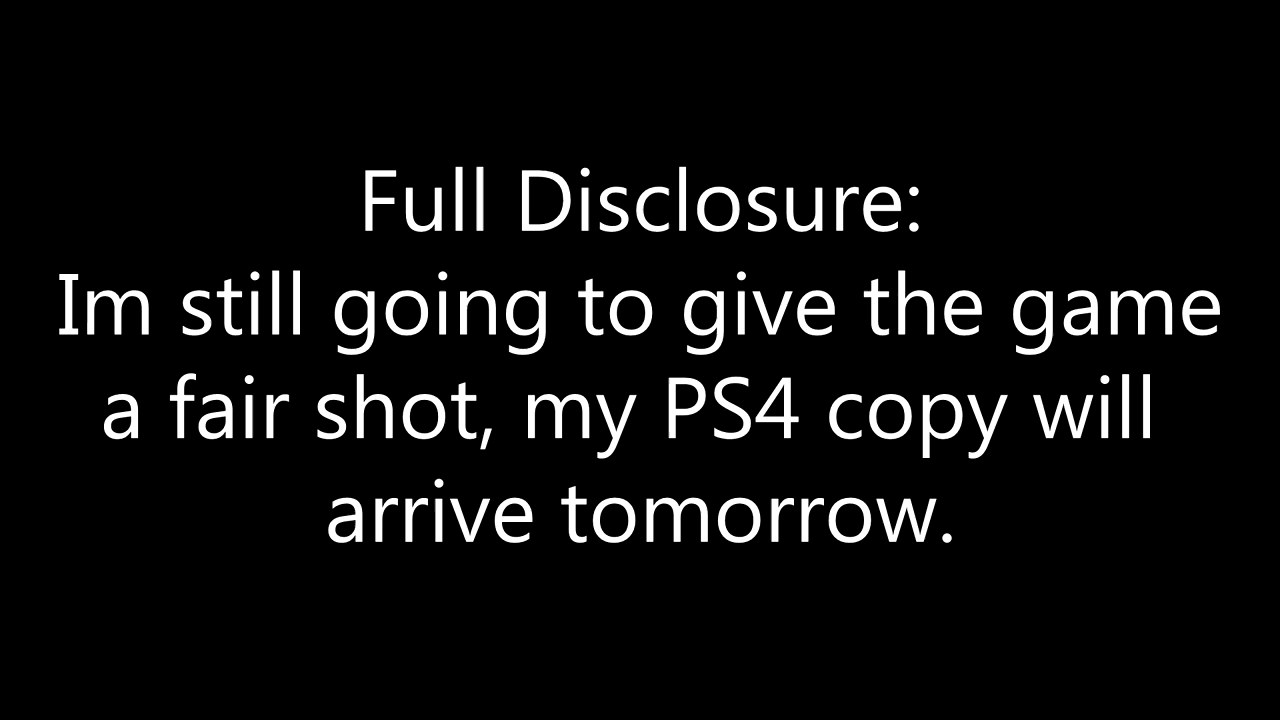 Full Disclosure:
Im still going to give the game
a fair shot, my PS4 copy will
arrive tomorrow.